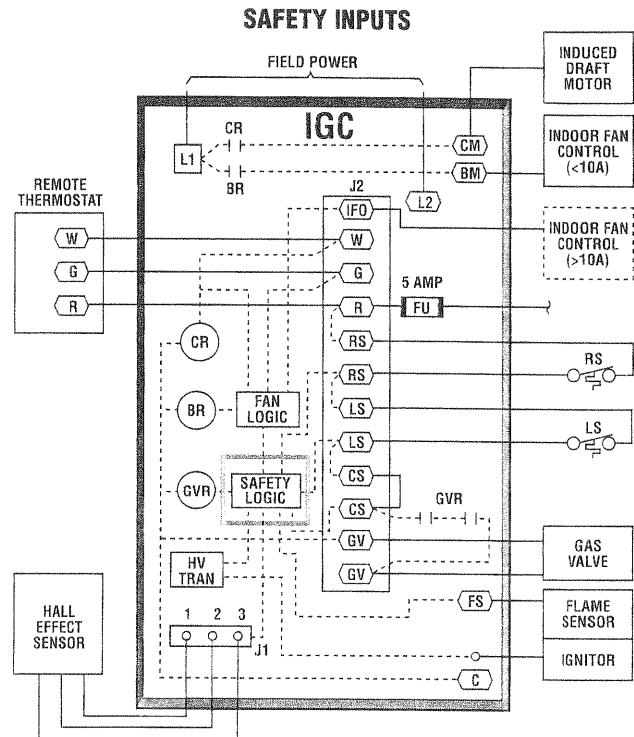 SAFETY INPUTS
FIELD POWER
IGC
INDUCED
DRAFT
MOTOR
CR
L1
BR
CM
BM
L2
INDOOR FAN
CONTROL
(<10A)
REMOTE
THERMOSTAT
W
G
R
J2
IFO
W
G
R
RS
RS
LS
LS
CS
CS
GV
GV
5 AMP
FU
INDOOR FAN
CONTROL
(>10A)
RS
LS
CR
BR
GVR
FAN
LOGIC
SAFETY
LOGIC
GVR
HV
TRAN
GAS
VALVE
FS
FLAME
SENSOR
IGNITOR
C
HALL
EFFECT
SENSOR
1 2 3
J1